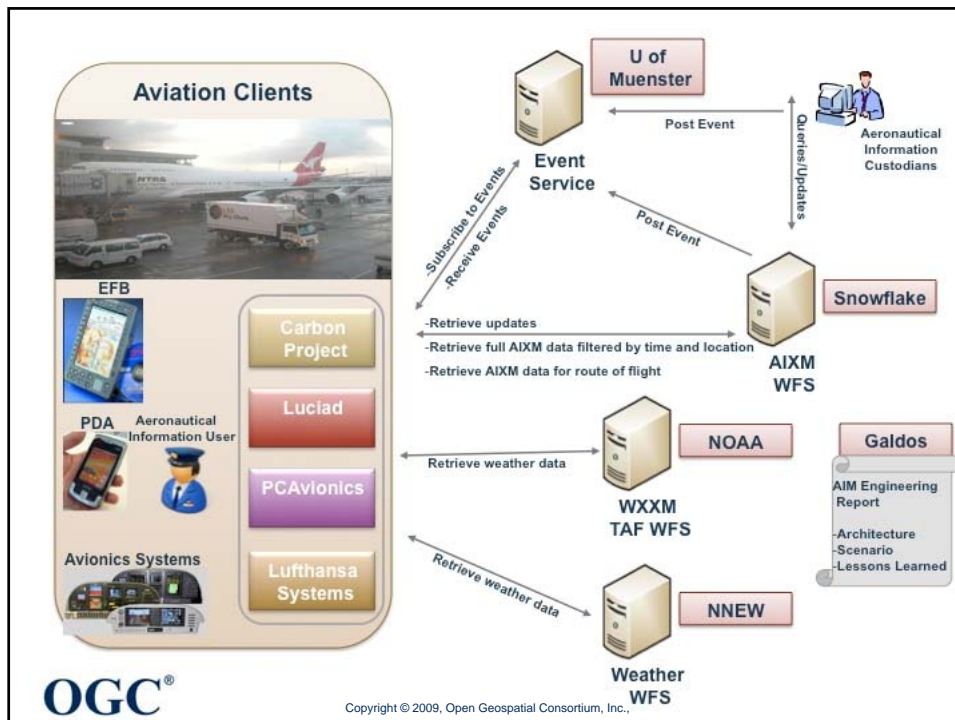 Aviation Clients
NTAS
EFB
PDA
Aeronautical
Information User
Avionics Systems
Carbon
Project
Luciad
PCAvionics
Lufthansa
Systems
U of
Muenster
Event
Service
Post Event
Queries/Updates
Aeronautical
Information
Custodians
-Subscribe to Events
-Receive Events
Post Event
Snowflake
AIXM
WFS
-Retrieve updates
-Retrieve full AIXM data filtered by time and location
-Retrieve AIXM data for route of flight
Retrieve weather data
NOAA
WXXM
TAF WFS
Galdos
AIM Engineering
Report
-Architecture
-Scenario
-Lessons Learned
Retrieve weather data
NNEW
Weather
WFS
OGC®
Copyright © 2009, Open Geospatial Consortium, Inc.,